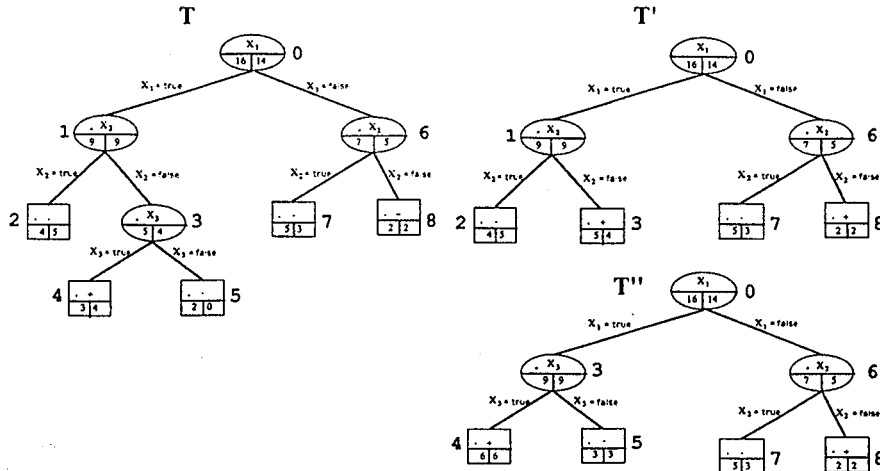 T
X₁ 0
16 14
X₁=true X₁=false
1 X₂
9 9
X₂ 6
7 5
X₂=true X₂=false
X₂=true X₂=false
2
4 5
X₃ 3
5 4
5 3 7
- 8
2 2
X₃=true X₃=false
+
4 3 4
2 0 5
T'
X₁ 0
16 14
X₁=true X₁=false
1 X₂
9 9
X₂ 6
7 5
X₂=true X₂=false
X₂=true X₂=false
2 4 5
+
5 4 3
5 3 7
+
2 2 8
T''
X₁ 0
16 14
X₁=true X₁=false
X₃ 3
9 9
X₂ 6
7 5
X₃=true X₃=false
X₂=true X₂=false
4 +
6 6
3 3 5
5 3 7
+
2 2 8